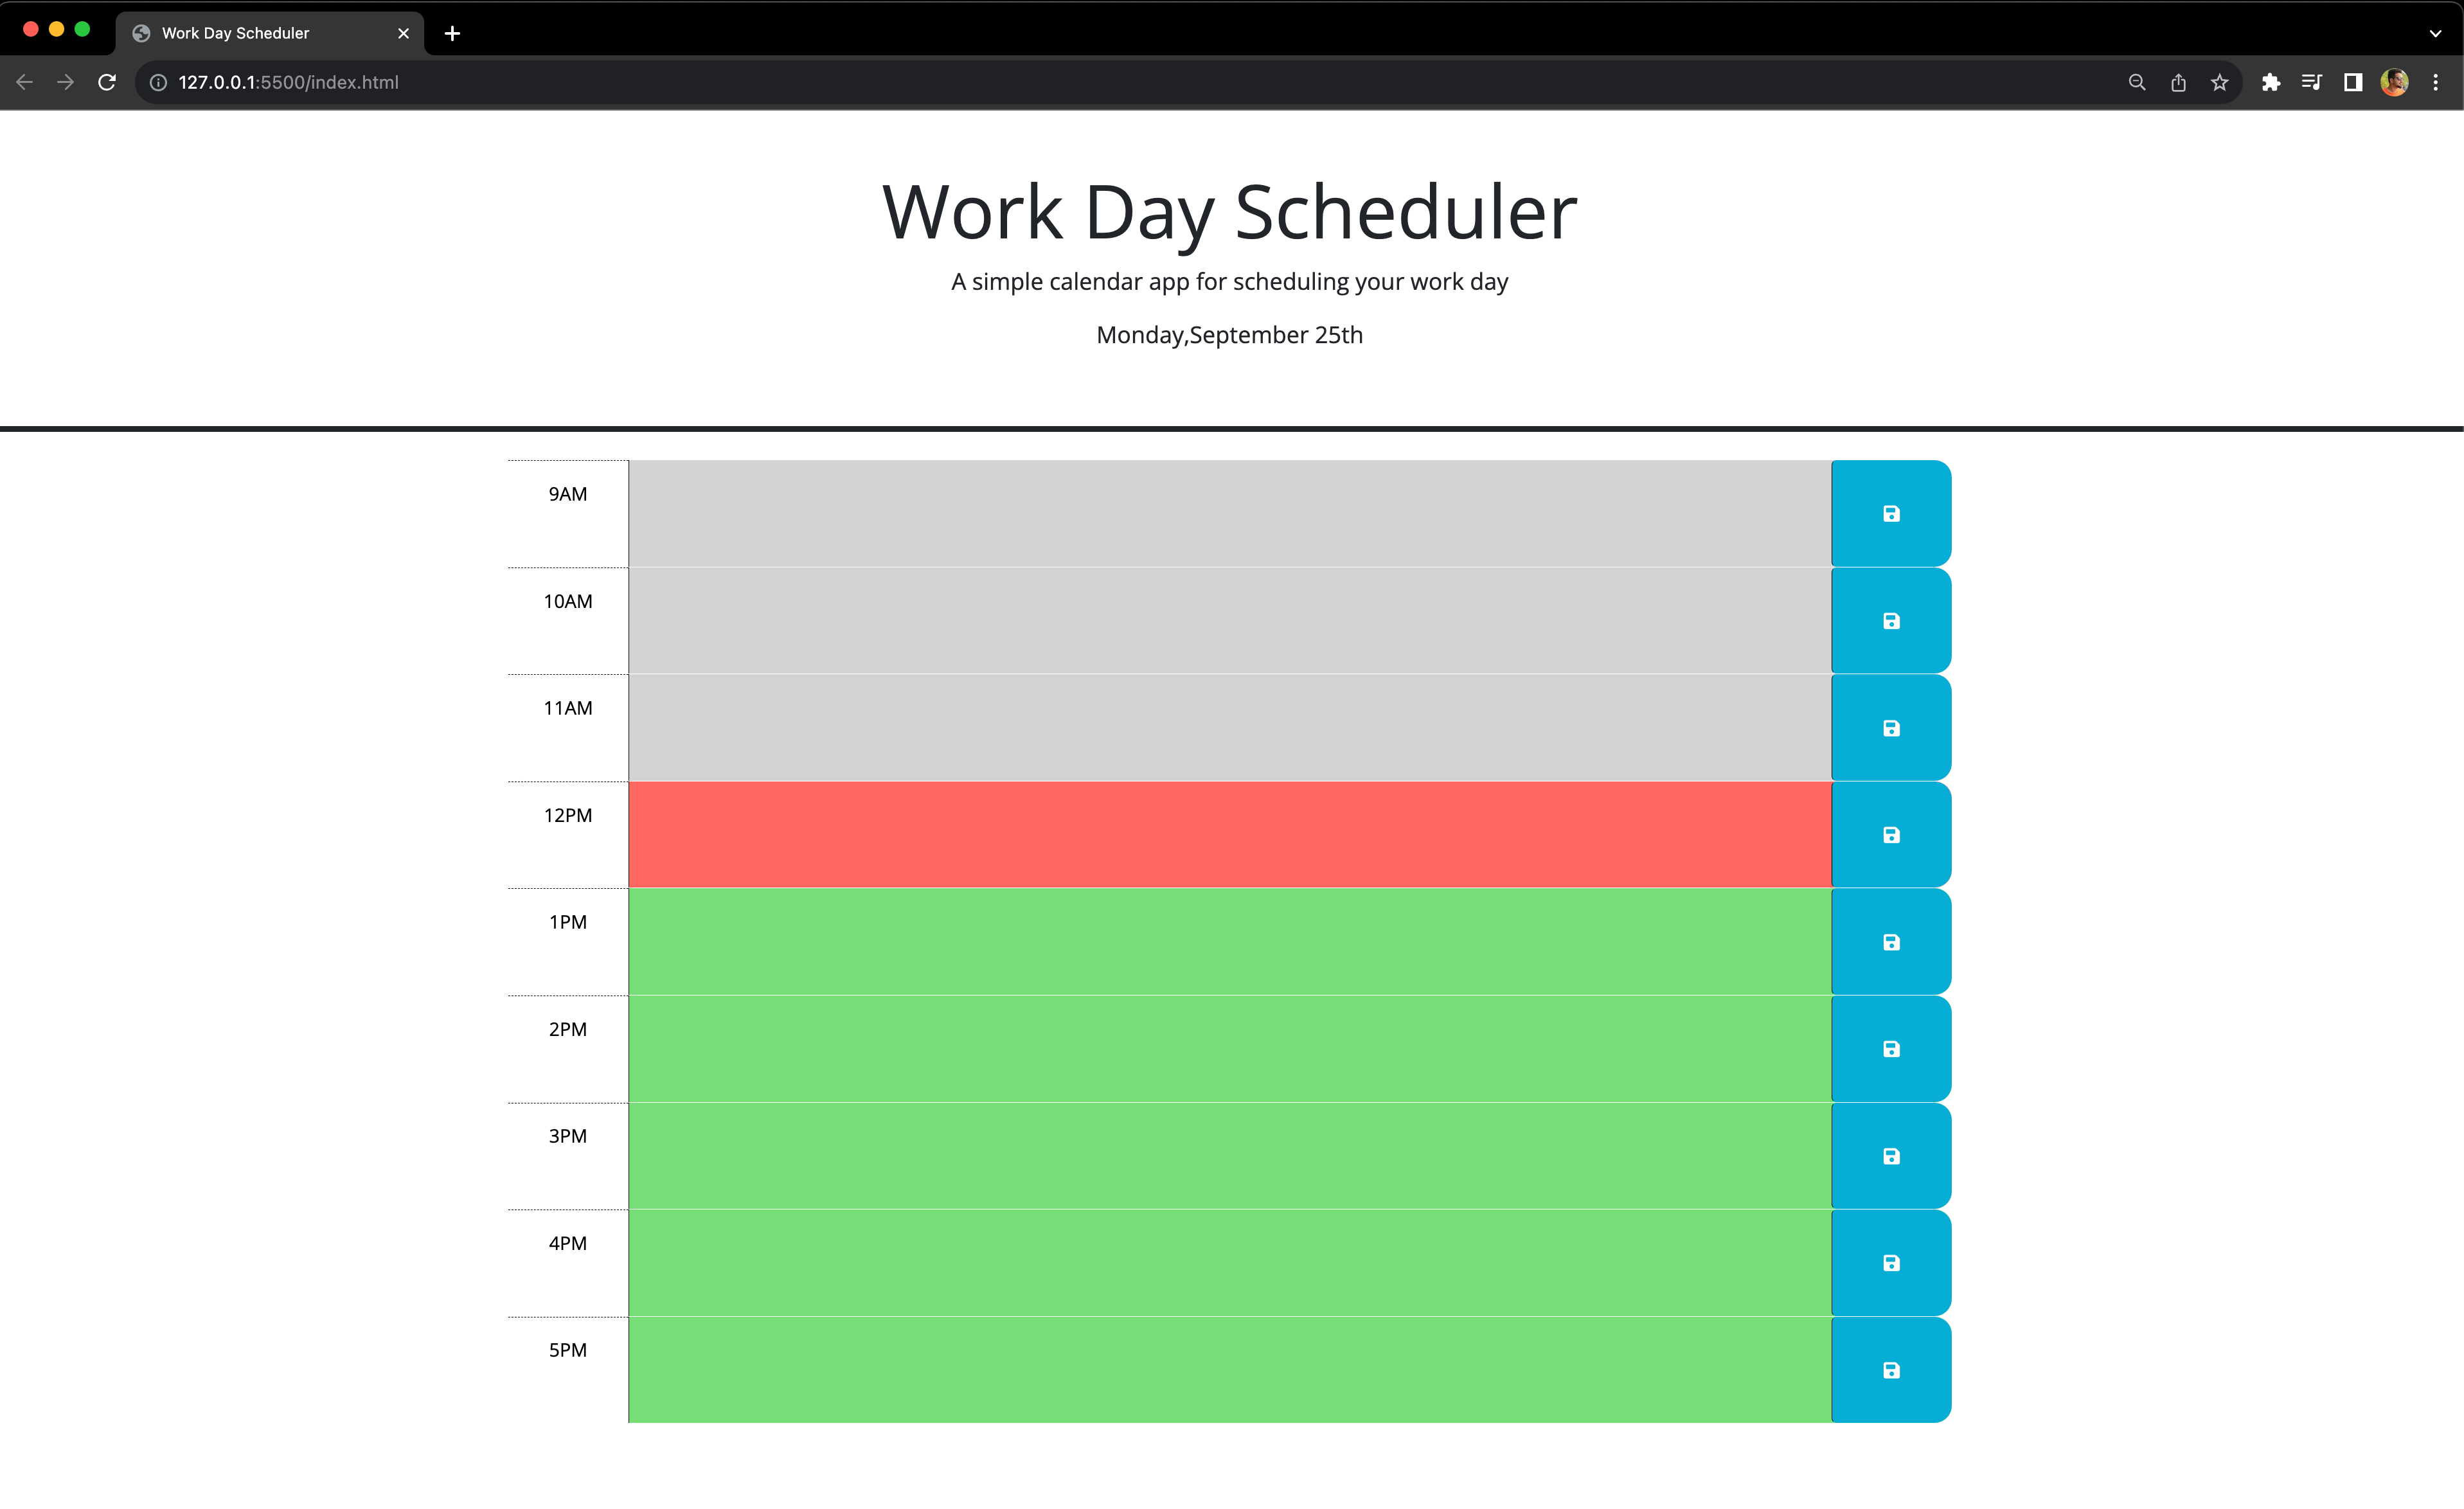 Work Day Scheduler
127.0.0.1:5500/index.html
Work Day Scheduler
A simple calendar app for scheduling your work day
Monday,September 25th
9AM
10AM
11AM
12PM
1PM
2PM
3PM
4PM
5PM